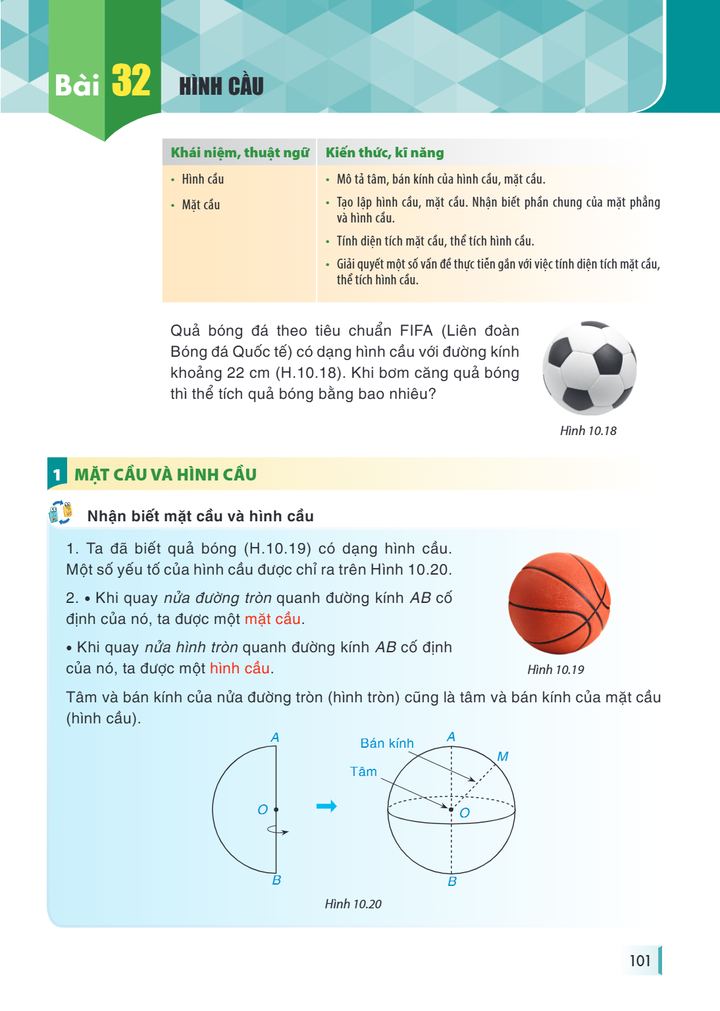 Bài 32 HÌNH CẦU
Khái niệm, thuật ngữ
• Hình cầu
• Mặt cầu
Kiến thức, kĩ năng
• Mô tả tâm, bán kính của hình cầu, mặt cầu.
• Tạo lập hình cầu, mặt cầu. Nhận biết phần chung của mặt phẳng
và hình cầu.
• Tính diện tích mặt cầu, thể tích hình cầu.
• Giải quyết một số vấn đề thực tiễn gắn với việc tính diện tích mặt cầu,
thể tích hình cầu.
Quả bóng đá theo tiêu chuẩn FIFA (Liên đoàn
Bóng đá Quốc tế) có dạng hình cầu với đường kính
khoảng 22 cm (H.10.18). Khi bơm căng quả bóng
thì thể tích quả bóng bằng bao nhiêu?
Hình 10.18
1 MẶT CẦU VÀ HÌNH CẦU
Nhận biết mặt cầu và hình cầu
1. Ta đã biết quả bóng (H.10.19) có dạng hình cầu.
Một số yếu tố của hình cầu được chỉ ra trên Hình 10.20.
2. • Khi quay nửa đường tròn quanh đường kính AB cố
định của nó, ta được một mặt cầu.
• Khi quay nửa hình tròn quanh đường kính AB cố định
của nó, ta được một hình cầu.
Hình 10.19
Tâm và bán kính của nửa đường tròn (hình tròn) cũng là tâm và bán kính của mặt cầu
(hình cầu).
A
O
B
Bán kính
Tâm
A
M
O
B
Hình 10.20
101